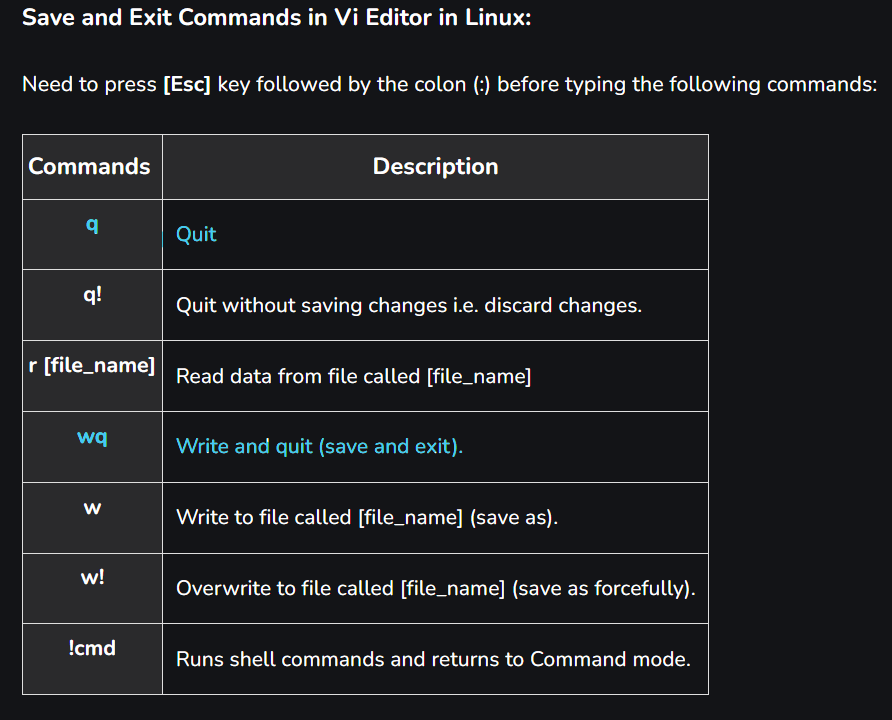 Save and Exit Commands in Vi Editor in Linux:
Need to press [Esc] key followed by the colon (:) before typing the following commands:
Commands Description
q Quit
q! Quit without saving changes i.e. discard changes.
r [file_name] Read data from file called [file_name]
wq Write and quit (save and exit).
w Write to file called [file_name] (save as).
w! Overwrite to file called [file_name] (save as forcefully).
!cmd Runs shell commands and returns to Command mode.